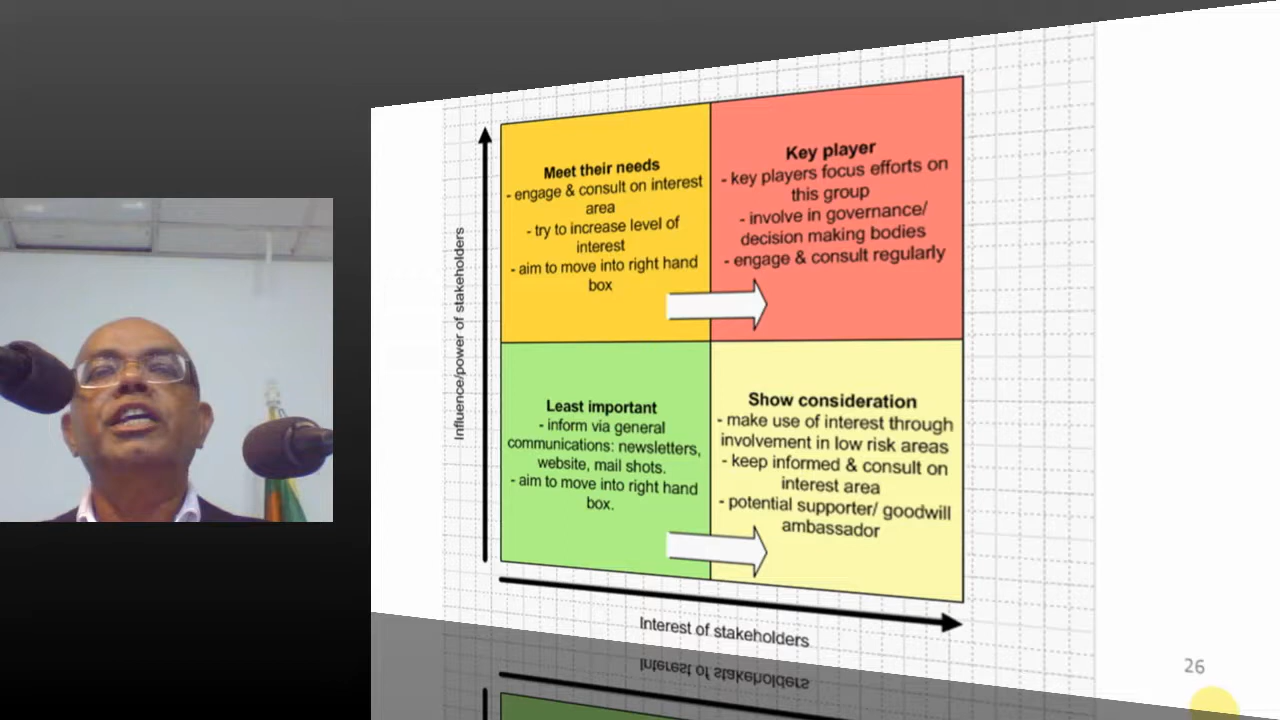 Influence/power of stakeholders
Meet their needs
- engage & consult on interest
area
- try to increase level of
interest
- aim to move into right hand
box
Key player
- key players focus efforts on
this group
- involve in governance/
decision making bodies
- engage & consult regularly
Least important
- inform via general
communications: newsletters,
website, mail shots.
- aim to move into right hand
box.
Show consideration
- make use of interest through
involvement in low risk areas
- keep informed & consult on
interest area
- potential supporter/ goodwill
ambassador
Interest of stakeholders
Interest of stakeholders
26